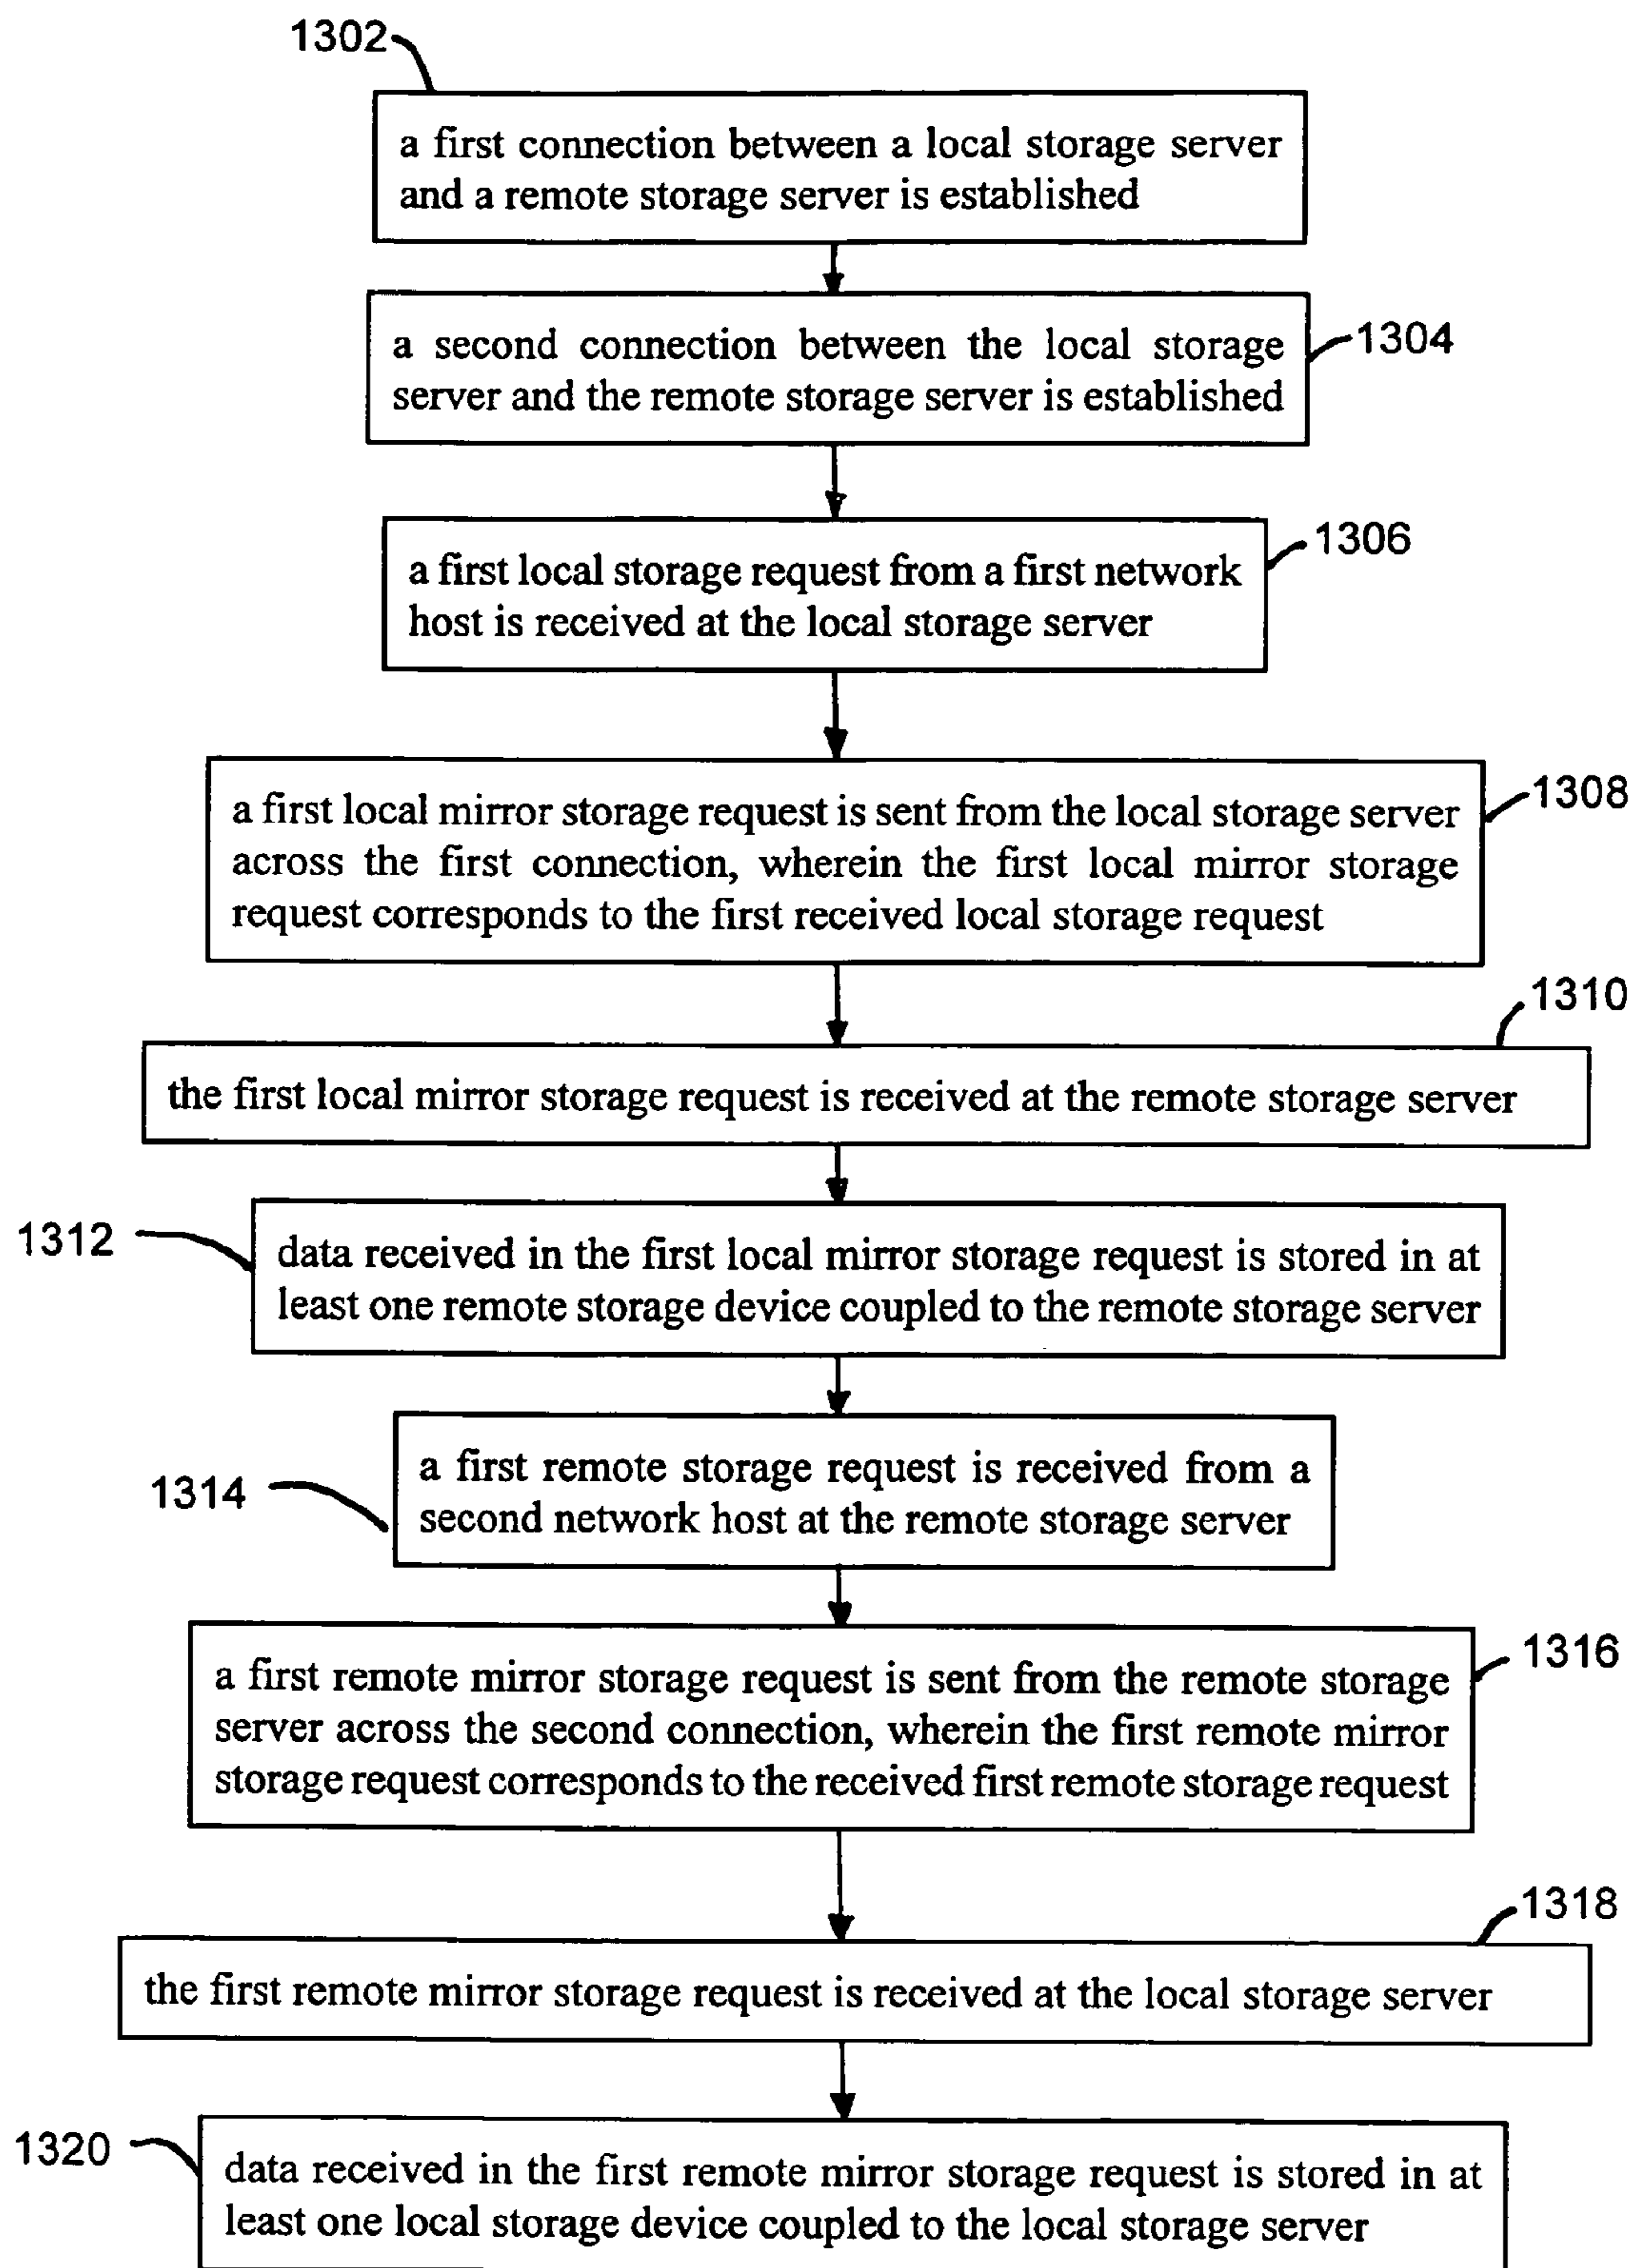 1302
a first connection between a local storage server
and a remote storage server is established
1304
a second connection between the local storage
server and the remote storage server is established
1306
a first local storage request from a first network
host is received at the local storage server
1308
a first local mirror storage request is sent from the local storage server
across the first connection, wherein the first local mirror storage
request corresponds to the first received local storage request
1310
the first local mirror storage request is received at the remote storage server
1312
data received in the first local mirror storage request is stored in at
least one remote storage device coupled to the remote storage server
1314
a first remote storage request is received from a
second network host at the remote storage server
1316
a first remote mirror storage request is sent from the remote storage
server across the second connection, wherein the first remote mirror
storage request corresponds to the received first remote storage request
1318
the first remote mirror storage request is received at the local storage server
1320
data received in the first remote mirror storage request is stored in at
least one local storage device coupled to the local storage server